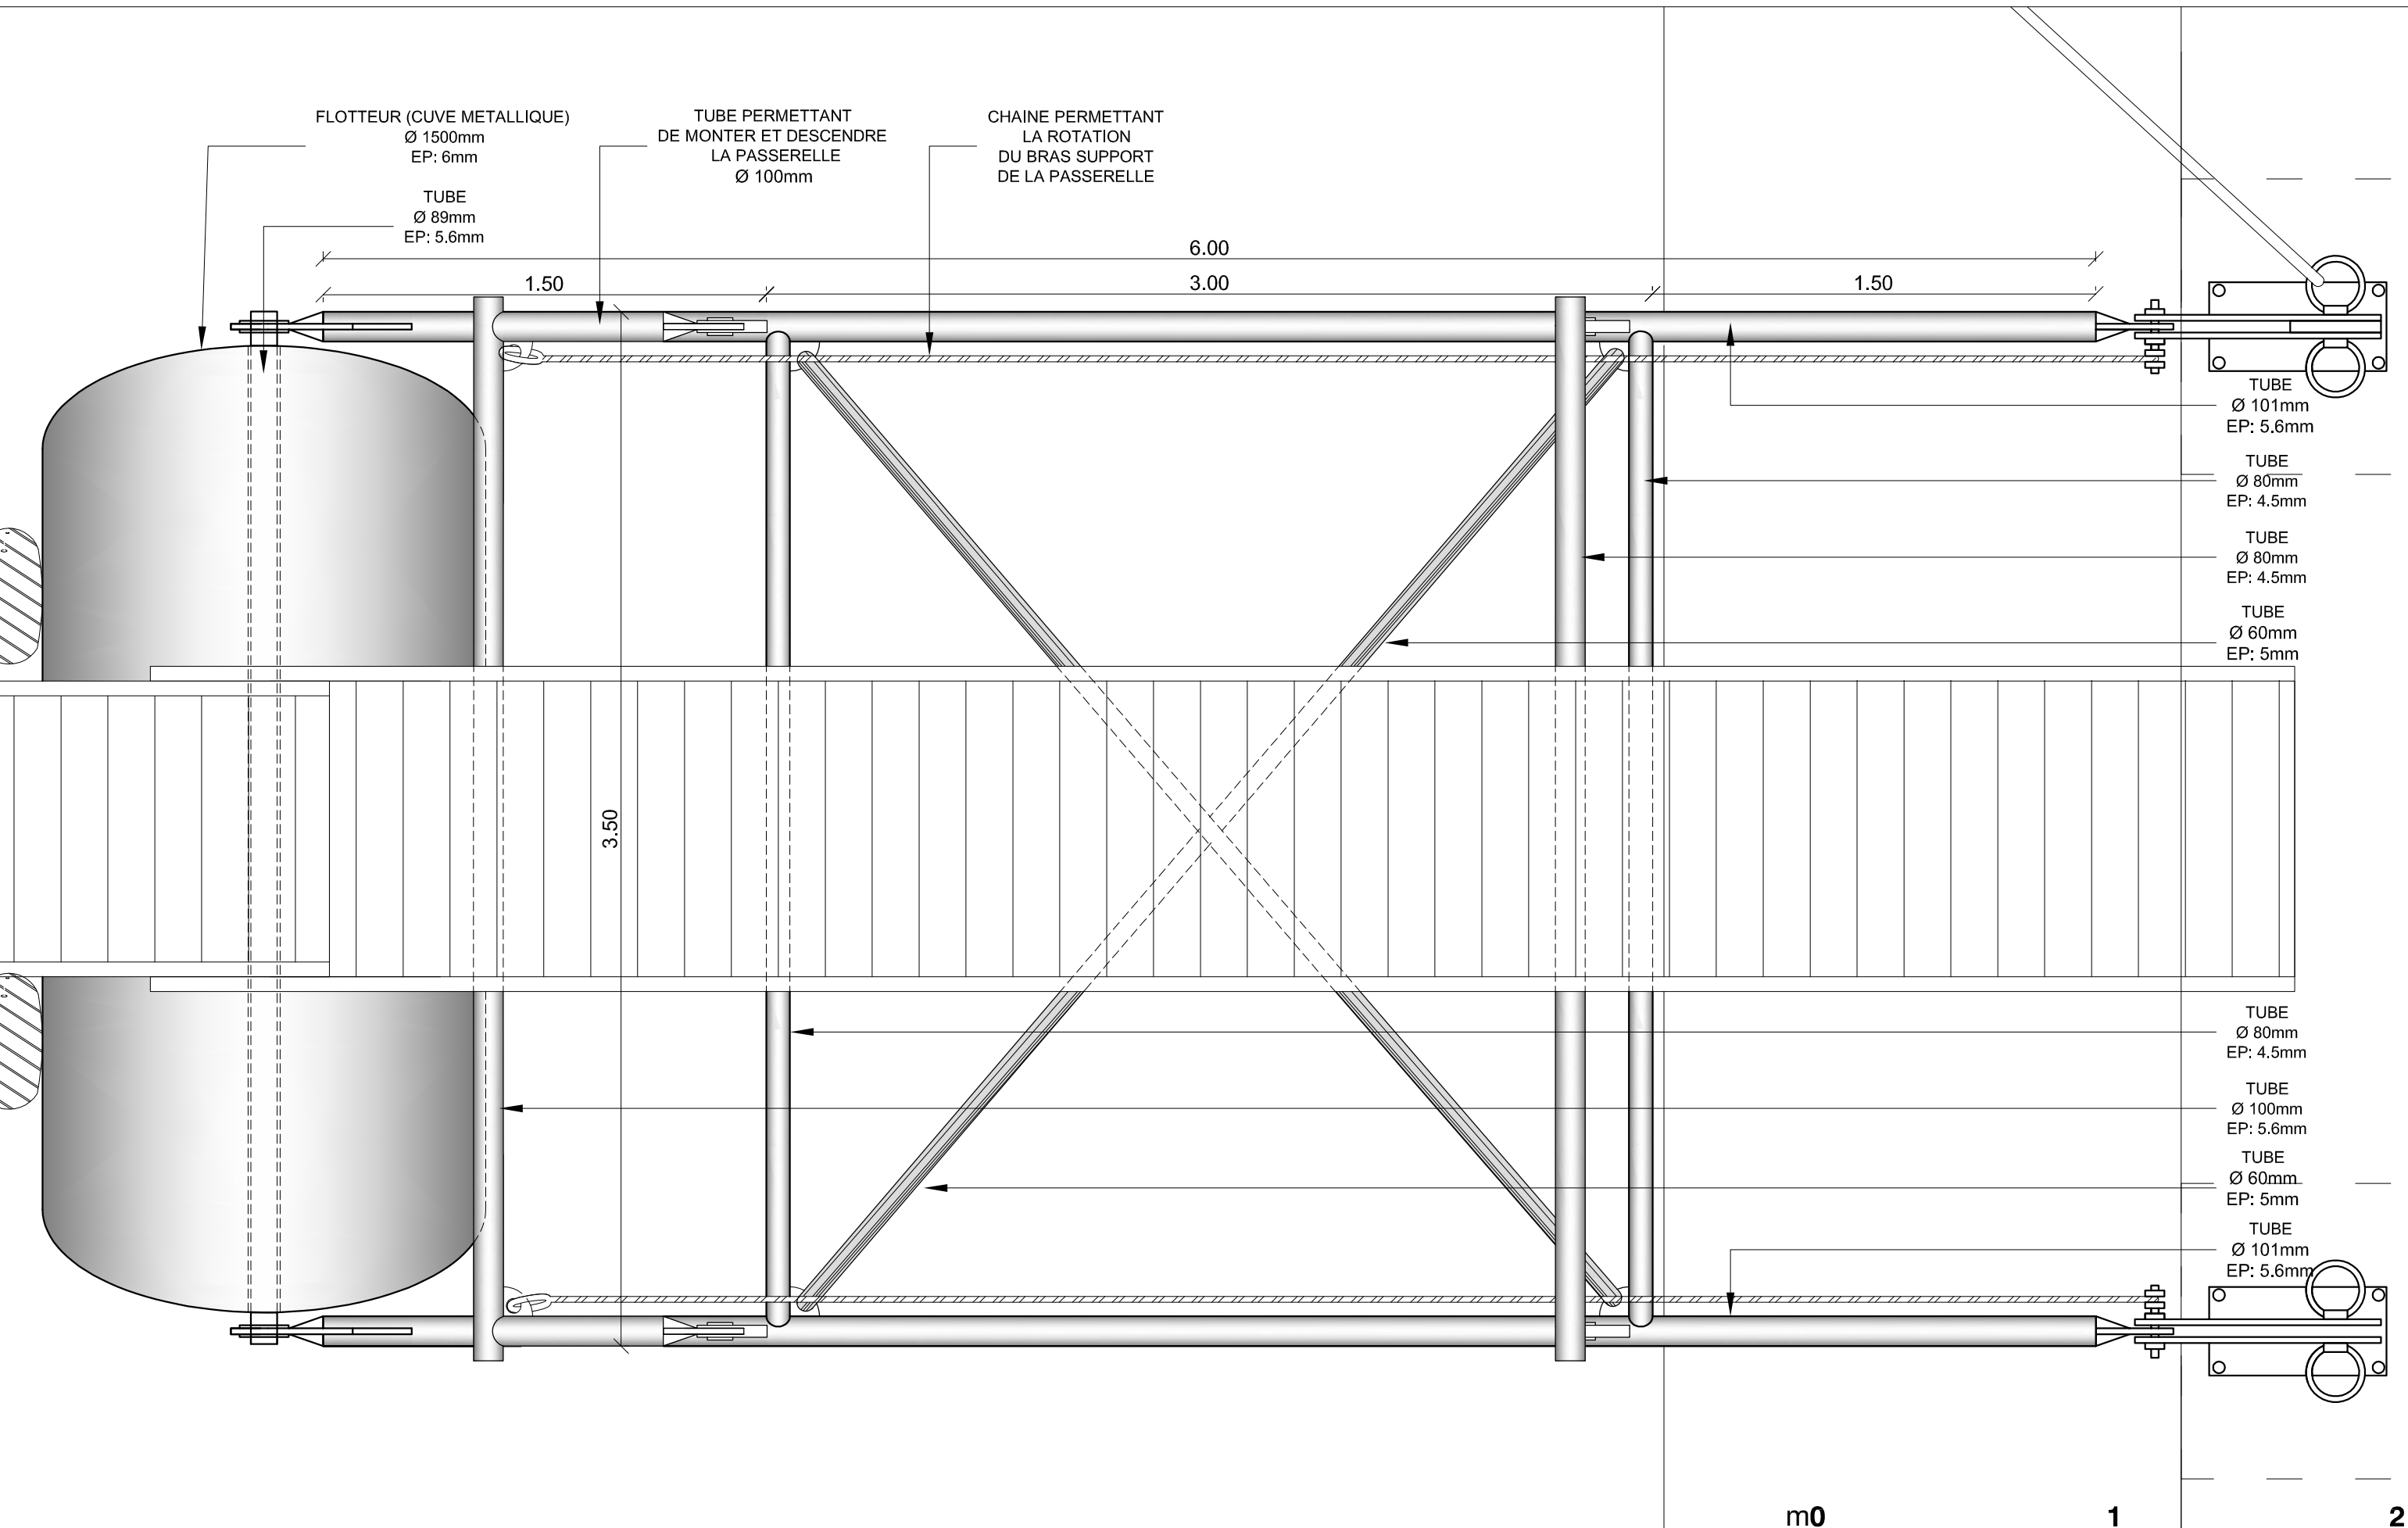 FLOTTEUR (CUVE METALLIQUE)
Ø 1500mm
EP: 6mm
TUBE
Ø 89mm
EP: 5.6mm
TUBE PERMETTANT
DE MONTER ET DESCENDRE
LA PASSERELLE
Ø 100mm
CHAINE PERMETTANT
LA ROTATION
DU BRAS SUPPORT
DE LA PASSERELLE
6.00
1.50
3.00
1.50
3.50
TUBE
Ø 101mm
EP: 5.6mm
TUBE
Ø 80mm
EP: 4.5mm
TUBE
Ø 80mm
EP: 4.5mm
TUBE
Ø 60mm
EP: 5mm
TUBE
Ø 80mm
EP: 4.5mm
TUBE
Ø 100mm
EP: 5.6mm
TUBE
Ø 60mm
EP: 5mm
TUBE
Ø 101mm
EP: 5.6mm
m0 1 2